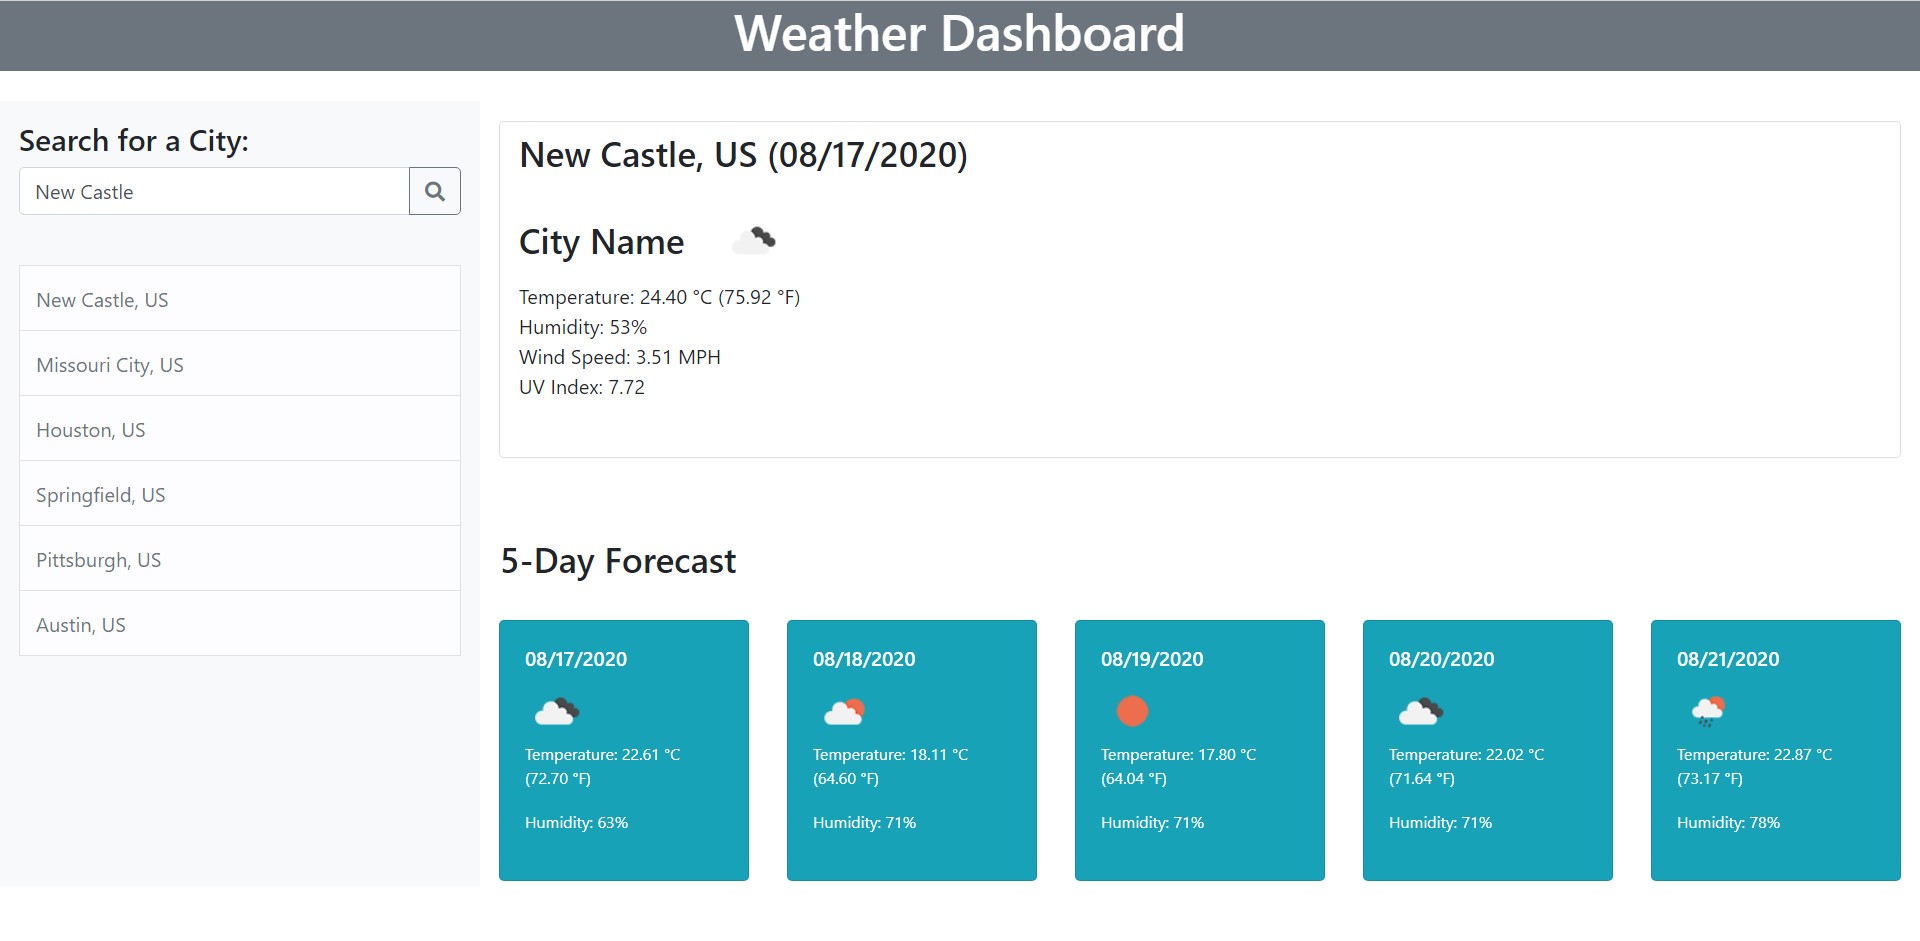 Weather Dashboard
Search for a City:
New Castle
New Castle, US
Missouri City, US
Houston, US
Springfield, US
Pittsburgh, US
Austin, US
New Castle, US (08/17/2020)
City Name
Temperature: 24.40 °C (75.92 °F)
Humidity: 53%
Wind Speed: 3.51 MPH
UV Index: 7.72
5-Day Forecast
08/17/2020
Temperature: 22.61 °C
(72.70 °F)
Humidity: 63%
08/18/2020
Temperature: 18.11 °C
(64.60 °F)
Humidity: 71%
08/19/2020
Temperature: 17.80 °C
(64.04 °F)
Humidity: 71%
08/20/2020
Temperature: 22.02 °C
(71.64 °F)
Humidity: 71%
08/21/2020
Temperature: 22.87 °C
(73.17 °F)
Humidity: 78%